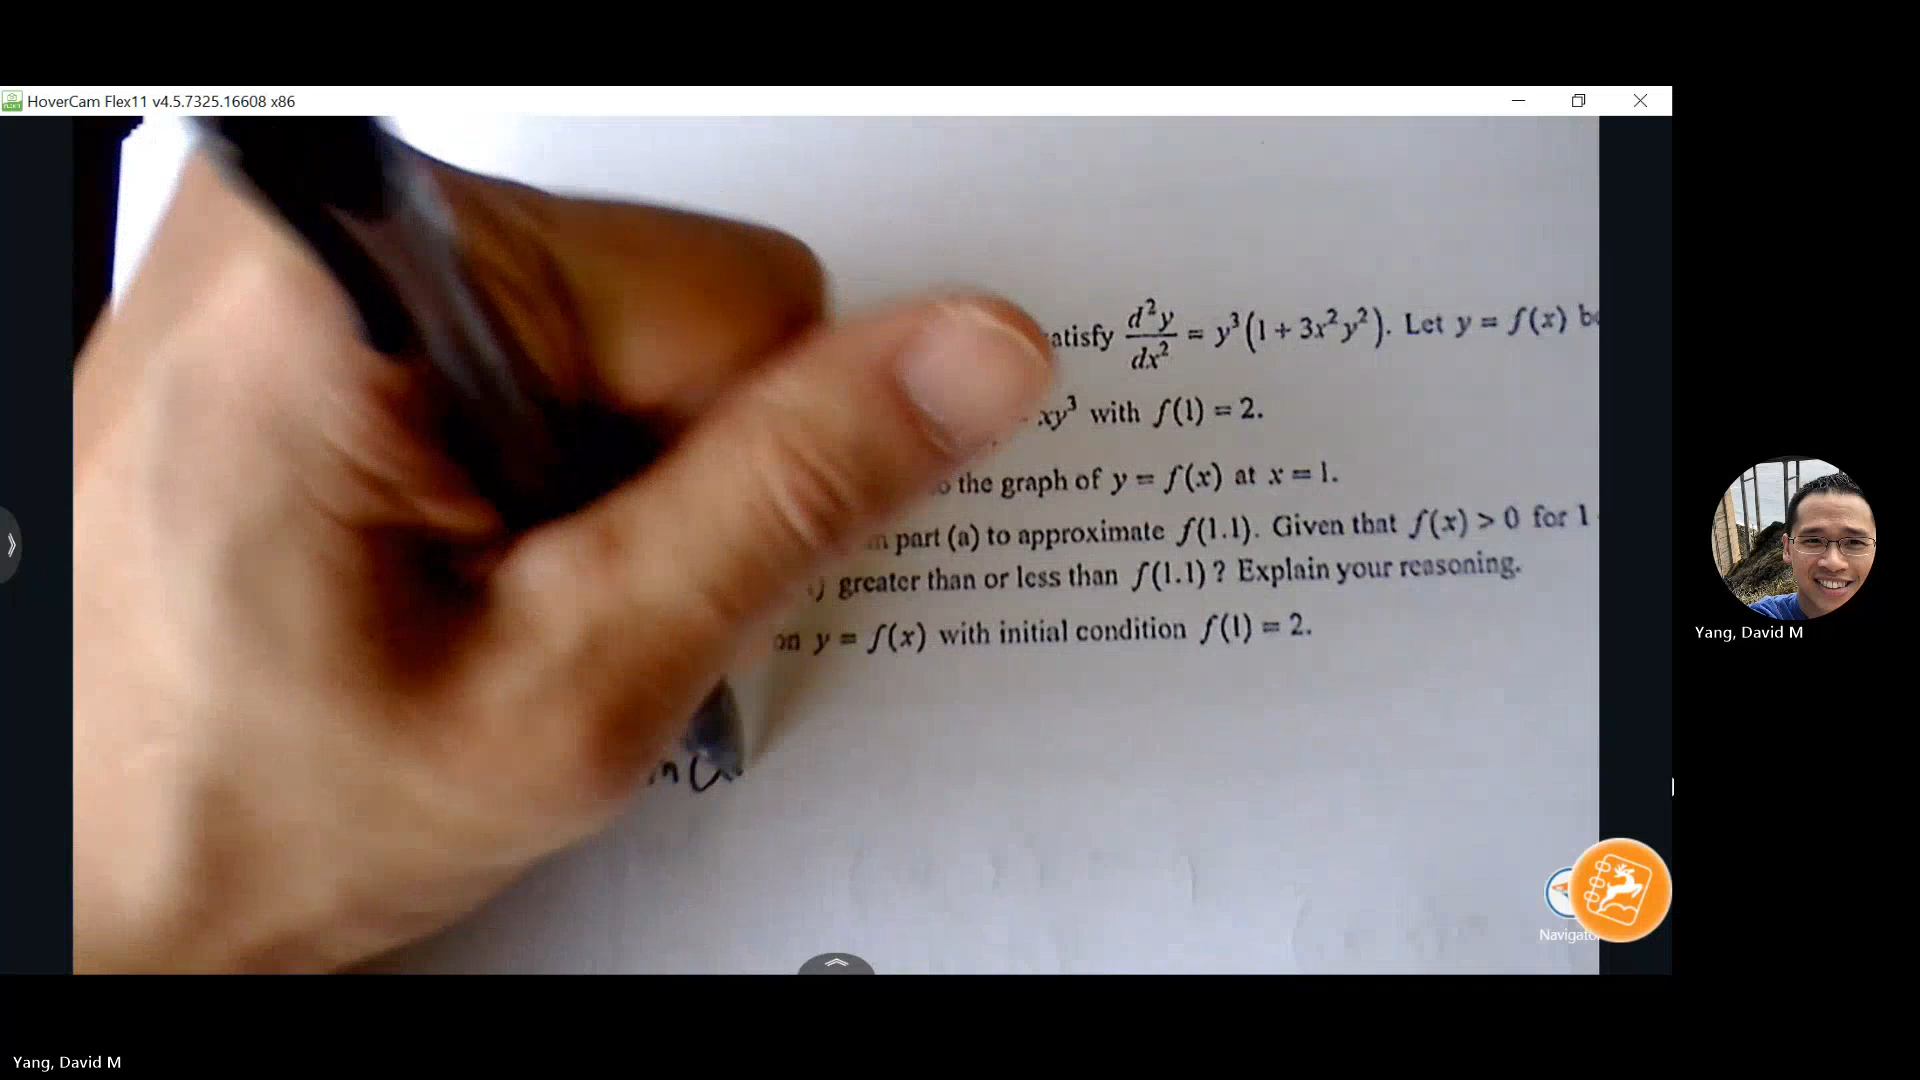 HoverCam Flex11 v4.5.7325.16608 x86
atisfy d²y/dx² = y³(1 + 3x²y²). Let y = f(x) b
xy³ with f(1) = 2.
the graph of y = f(x) at x = 1.
part (a) to approximate f(1.1). Given that f(x) > 0 for 1
greater than or less than f(1.1)? Explain your reasoning.
on y = f(x) with initial condition f(1) = 2.
Yang, David M
Yang, David M